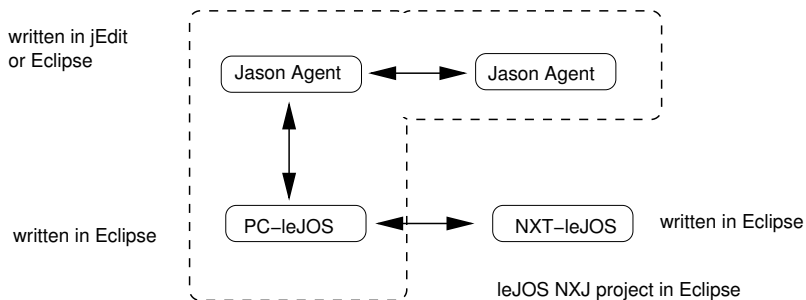 written in jEdit
or Eclipse
Jason Agent
Jason Agent
written in Eclipse
PC−leJOS
NXT−leJOS
written in Eclipse
leJOS NXJ project in Eclipse